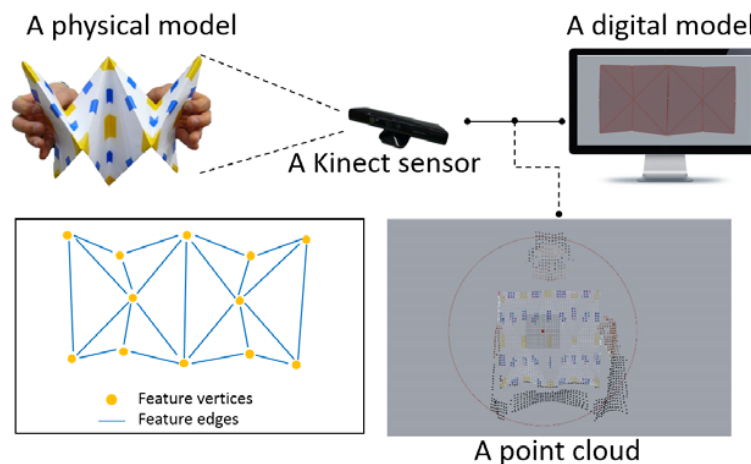 A physical model
A digital model
A Kinect sensor
Feature vertices
Feature edges
A point cloud